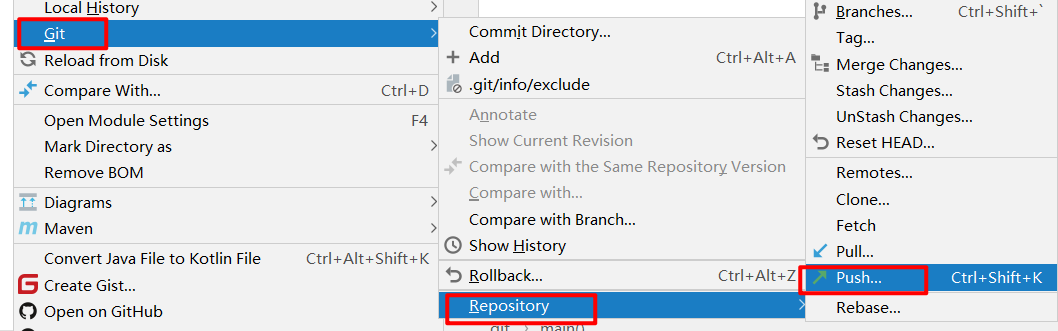 Local History
Git
Reload from Disk
Compare With... Ctrl+D
Open Module Settings F4
Mark Directory as
Remove BOM
Diagrams
Maven
Convert Java File to Kotlin File Ctrl+Alt+Shift+K
Create Gist...
Open on GitHub
Commit Directory...
Add Ctrl+Alt+A
.git/info/exclude
Annotate
Show Current Revision
Compare with the Same Repository Version
Compare with...
Compare with Branch...
Show History
Rollback... Ctrl+Alt+Z
Repository
git > main()
Branches... Ctrl+Shift+`
Tag...
Merge Changes...
Stash Changes...
UnStash Changes...
Reset HEAD...
Remotes...
Clone...
Fetch
Pull...
Push... Ctrl+Shift+K
Rebase...